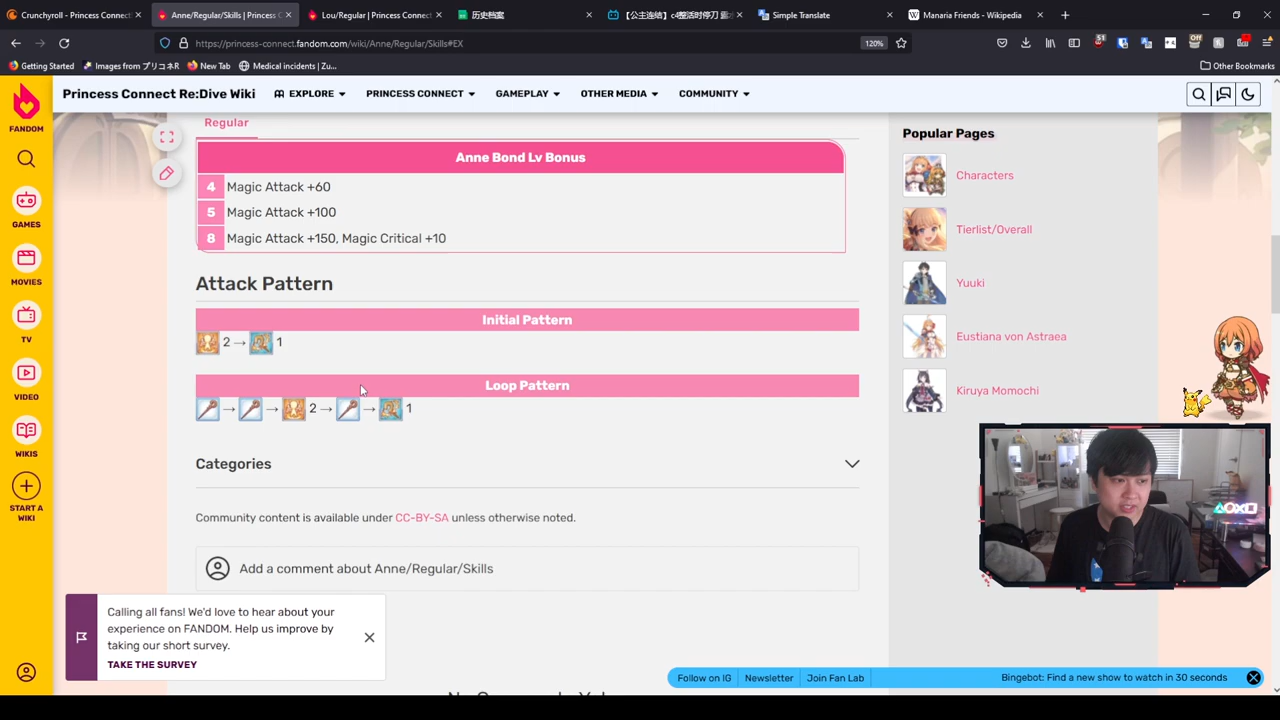 Crunchyroll - Princess Connect!
Anne/Regular/Skills | Princess C
Lou/Regular | Princess Connect
历史档案
Simple Translate
Manaria Friends - Wikipedia
https://princess-connect.fandom.com/wiki/Anne/Regular/Skills#EX
120%
51
Off
Getting Started
Images from プリコネR
New Tab
Medical incidents | Zu...
Other Bookmarks
FANDOM
GAMES
MOVIES
TV
VIDEO
WIKIS
START A
WIKI
Princess Connect Re:Dive Wiki
EXPLORE
PRINCESS CONNECT
GAMEPLAY
OTHER MEDIA
COMMUNITY
Regular
Anne Bond Lv Bonus
4 Magic Attack +60
5 Magic Attack +100
8 Magic Attack +150, Magic Critical +10
Attack Pattern
Initial Pattern
2 → 1
Loop Pattern
→ → 2 → → 1
Categories
Community content is available under CC-BY-SA unless otherwise noted.
Add a comment about Anne/Regular/Skills
Popular Pages
Characters
Tierlist/Overall
Yuuki
Eustiana von Astraea
Kiruya Momochi
Calling all fans! We'd love to hear about your
experience on FANDOM. Help us improve by
taking our short survey.
TAKE THE SURVEY
Follow on IG
Newsletter
Join Fan Lab
Bingebot: Find a new show to watch in 30 seconds